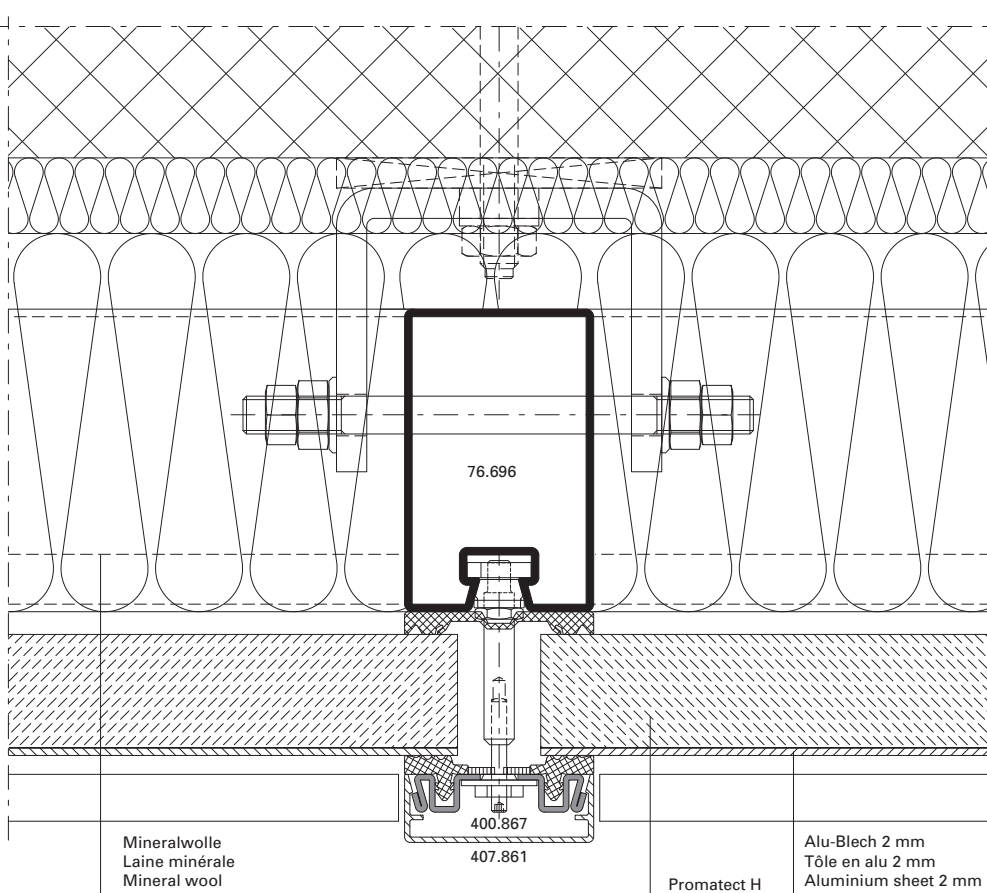 76.696
400.867
407.861
Mineralwolle
Laine minérale
Mineral wool
Promatect H
Alu-Blech 2 mm
Tôle en alu 2 mm
Aluminium sheet 2 mm